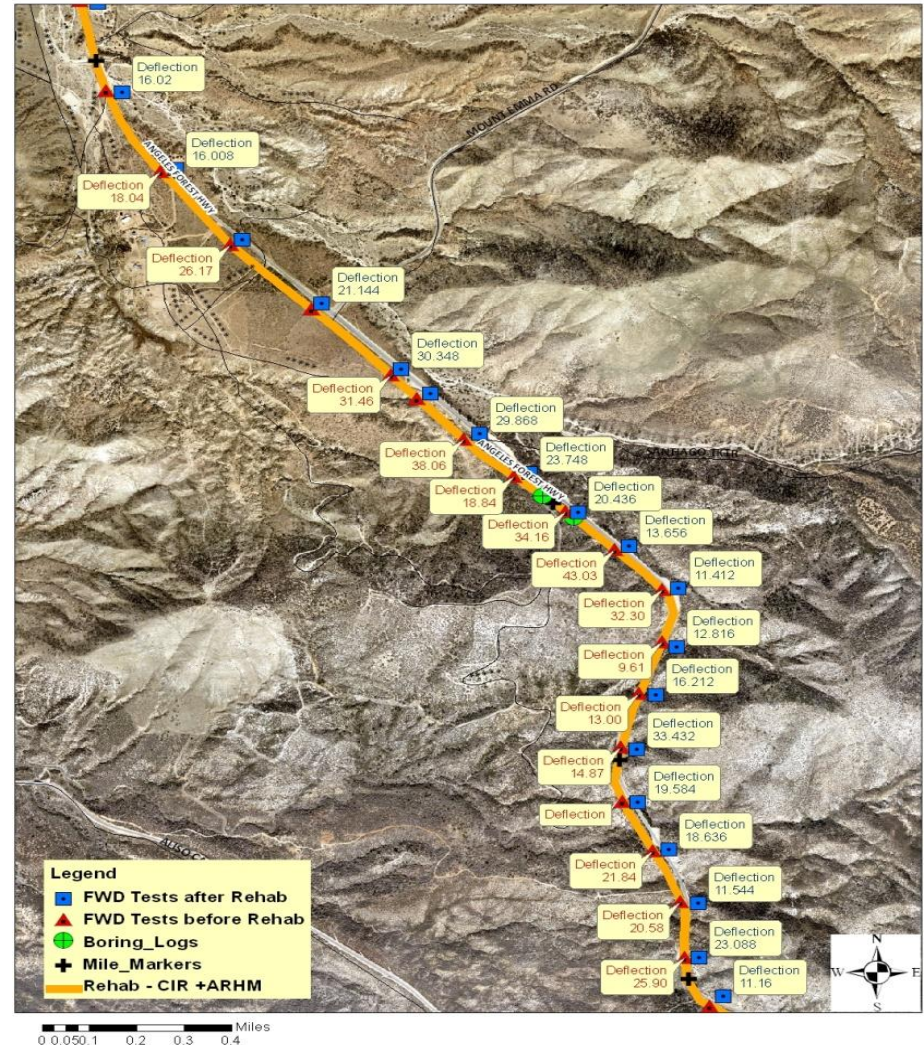 Deflection
16.02
MOUNT EMMA RD
Deflection
16.008
ANGELES FOREST HWY
Deflection
18.04
Deflection
26.17
Deflection
21.144
Deflection
30.348
Deflection
31.46
Deflection
29.868
Deflection
38.06
ANGELES FOREST HWY
Deflection
23.748
Deflection
18.84
Deflection
20.436
Deflection
34.16
Deflection
13.656
Deflection
43.03
Deflection
11.412
Deflection
32.30
Deflection
12.816
Deflection
9.61
Deflection
16.212
Deflection
13.00
Deflection
33.432
Deflection
14.87
Deflection
19.584
Deflection
Deflection
18.636
Deflection
21.84
Deflection
11.544
Deflection
20.58
Deflection
23.088
Deflection
25.90
Deflection
11.16
Legend
FWD Tests after Rehab
FWD Tests before Rehab
Boring_Logs
Mile_Markers
Rehab - CIR +ARHM
N
W E
S
Miles
0 0.050.1 0.2 0.3 0.4